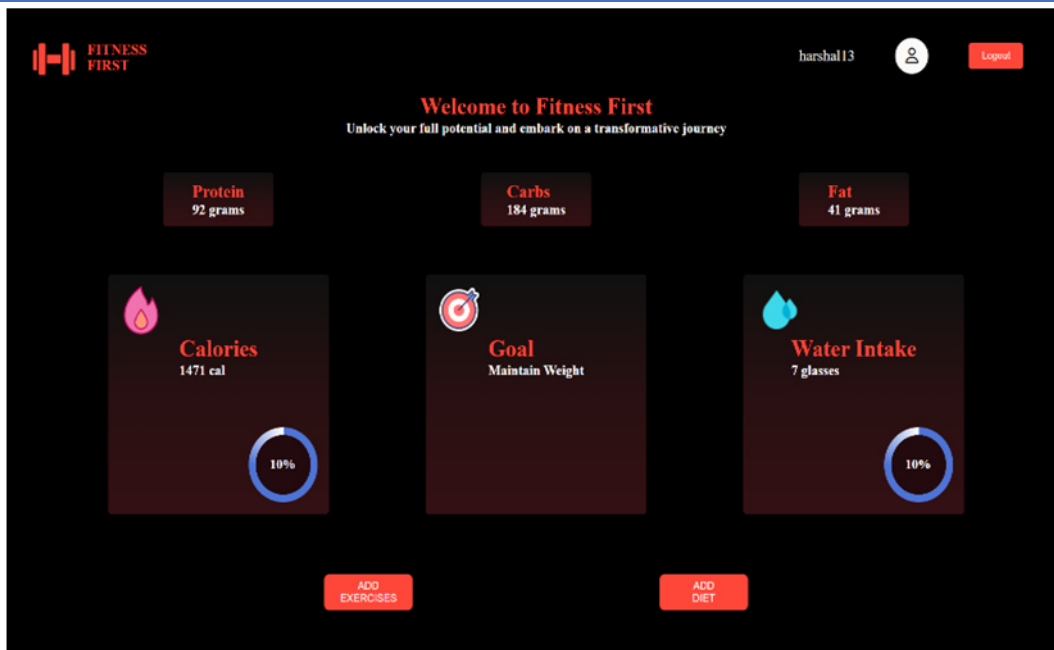 FITNESS
FIRST
harshal13
Logout
Welcome to Fitness First
Unlock your full potential and embark on a transformative journey
Protein
92 grams
Carbs
184 grams
Fat
41 grams
Calories
1471 cal
10%
Goal
Maintain Weight
Water Intake
7 glasses
10%
ADD
EXERCISES
ADD
DIET